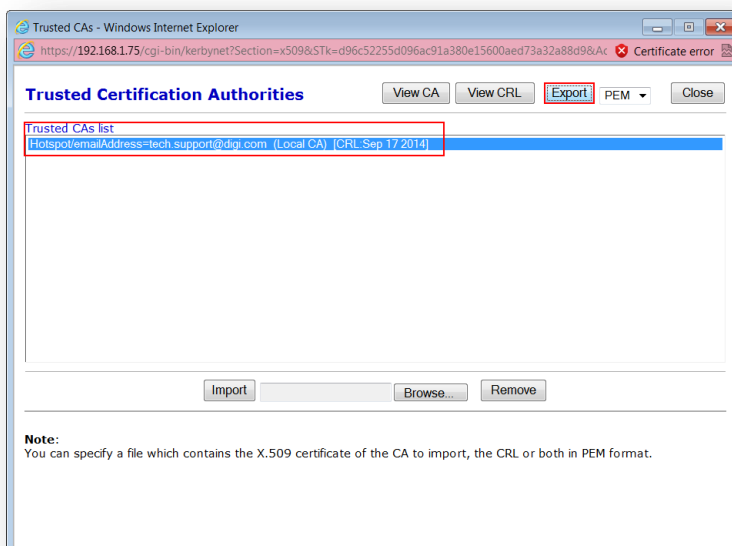 Trusted CAs - Windows Internet Explorer
https://192.168.1.75/cgi-bin/kerbynet?Section=x509&STk=d96c52255d096ac91a380e15600aed73a32a88d9&Ac Certificate error
Trusted Certification Authorities View CA View CRL Export PEM Close
Trusted CAs list
Hotspot/emailAddress=tech.support@digi.com (Local CA) [CRL:Sep 17 2014]
Import Browse... Remove
Note:
You can specify a file which contains the X.509 certificate of the CA to import, the CRL or both in PEM format.